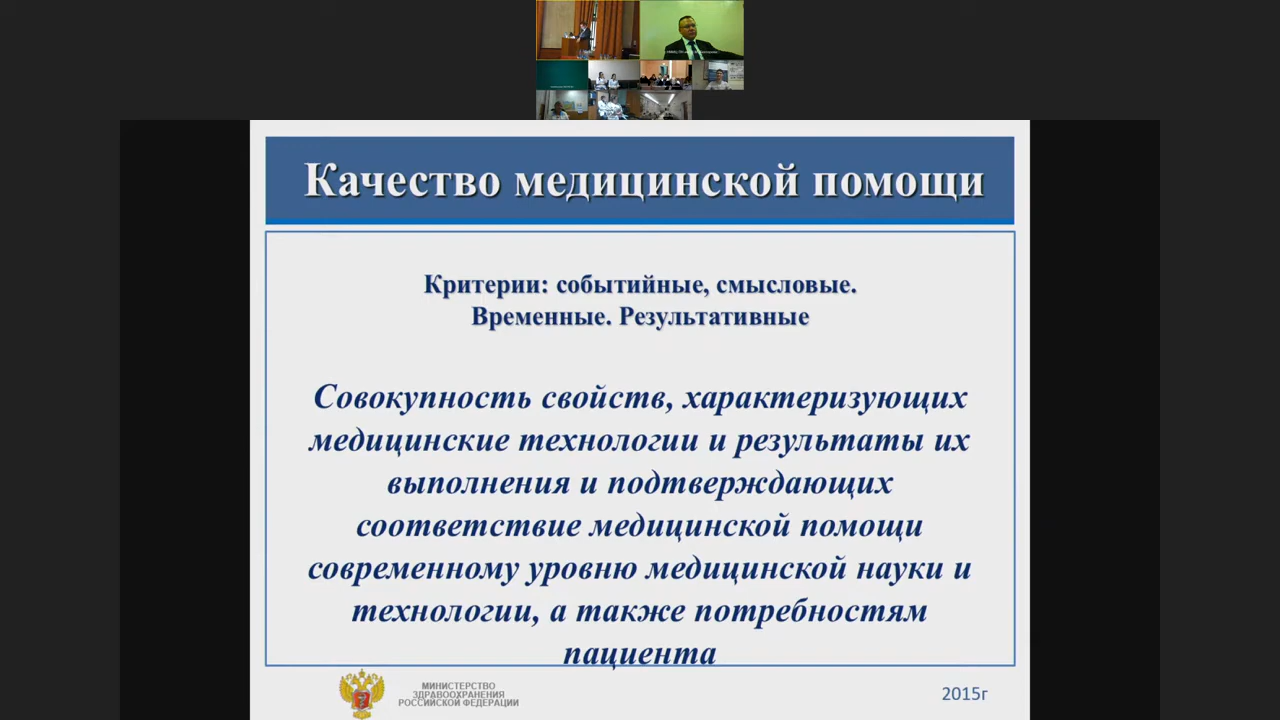 Качество медицинской помощи
Критерии: событийные, смысловые.
Временные. Результативные
Совокупность свойств, характеризующих
медицинские технологии и результаты их
выполнения и подтверждающих
соответствие медицинской помощи
современному уровню медицинской науки и
технологии, а также потребностям
пациента
МИНИСТЕРСТВО
ЗДРАВООХРАНЕНИЯ
РОССИЙСКОЙ ФЕДЕРАЦИИ
2015г